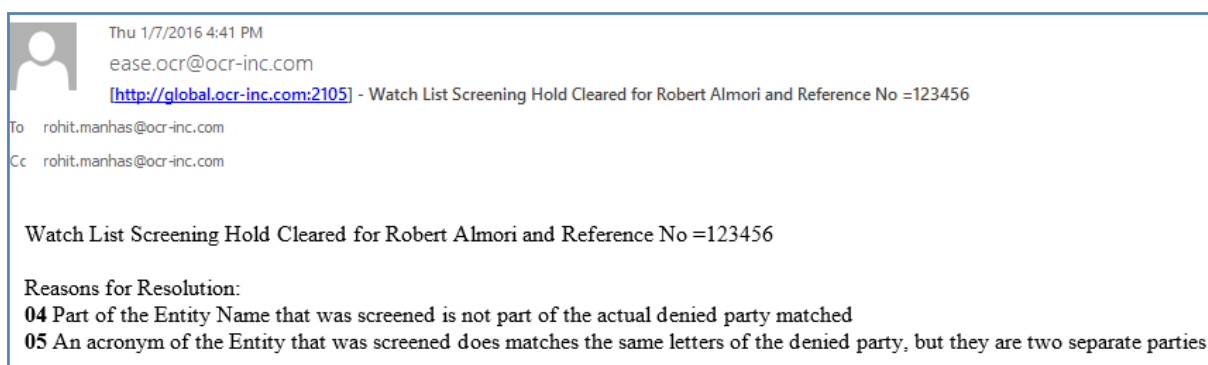 Thu 1/7/2016 4:41 PM
ease.ocr@ocr-inc.com
[http://global.ocr-inc.com:2105] - Watch List Screening Hold Cleared for Robert Almori and Reference No =123456
To rohit.manhas@ocr-inc.com
Cc rohit.manhas@ocr-inc.com
Watch List Screening Hold Cleared for Robert Almori and Reference No =123456
Reasons for Resolution:
04 Part of the Entity Name that was screened is not part of the actual denied party matched
05 An acronym of the Entity that was screened does matches the same letters of the denied party, but they are two separate parties